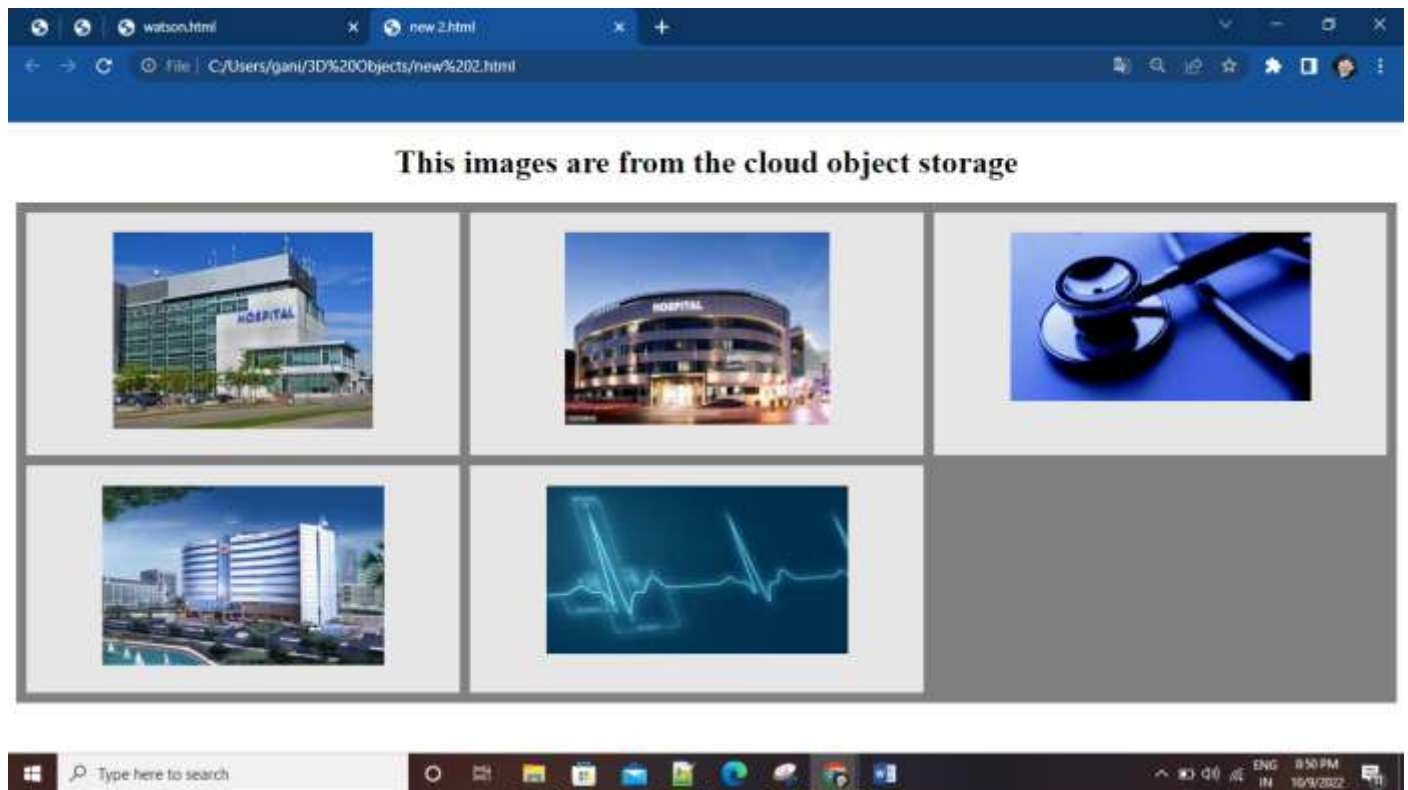 watson.html
new 2.html
File | C:/Users/gani/3D%20Objects/new%202.html
This images are from the cloud object storage
HOSPITAL
HOSPITAL
Type here to search
ENG
8:50 PM
IN
10/9/2022